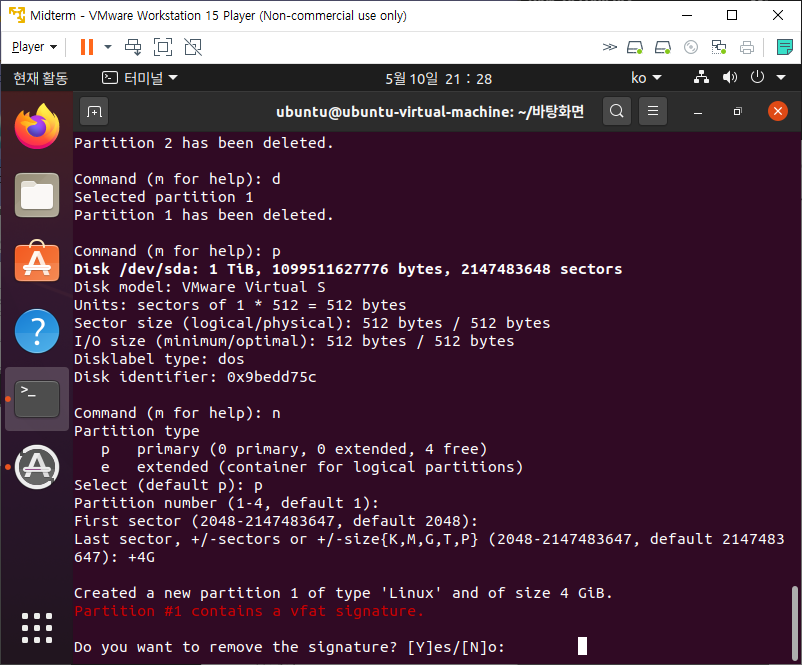 Midterm - VMware Workstation 15 Player (Non-commercial use only)
Player
현재 활동 터미널 5월 10일 21 : 28 ko
ubuntu@ubuntu-virtual-machine: ~/바탕화면
Partition 2 has been deleted.
Command (m for help): d
Selected partition 1
Partition 1 has been deleted.
Command (m for help): p
Disk /dev/sda: 1 TiB, 1099511627776 bytes, 2147483648 sectors
Disk model: VMware Virtual S
Units: sectors of 1 * 512 = 512 bytes
Sector size (logical/physical): 512 bytes / 512 bytes
I/O size (minimum/optimal): 512 bytes / 512 bytes
Disklabel type: dos
Disk identifier: 0x9bedd75c
Command (m for help): n
Partition type
p primary (0 primary, 0 extended, 4 free)
e extended (container for logical partitions)
Select (default p): p
Partition number (1-4, default 1):
First sector (2048-2147483647, default 2048):
Last sector, +/-sectors or +/-size{K,M,G,T,P} (2048-2147483647, default 2147483
647): +4G
Created a new partition 1 of type 'Linux' and of size 4 GiB.
Partition #1 contains a vfat signature.
Do you want to remove the signature? [Y]es/[N]o: